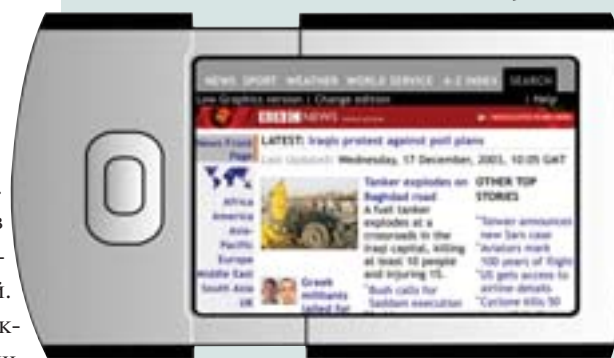 NEWS SPORT WEATHER WORLD SERVICE A-Z INDEX SEARCH
Low Graphics version | Change edition | Help
BBC NEWS
News Front
Page
Africa
America
Asia-
Pacific
Europe
Middle East
South Asia
UK
LATEST: Iraqis protest against poll plans
Last Updated: Wednesday, 17 December, 2003, 10:05 GMT
Tanker explodes on
Baghdad road
A fuel tanker
explodes at a
crossroads in the
Iraqi capital, killing
at least 10 people
and injuring 15.
"Bush calls for
Saddam execution
Greek
militants
jailed for
OTHER TOP
STORIES
"Taiwan announces
new Sars case
"Aviators mark
100 years of flight
"US gets access to
airline details
"Cyclone kills 50
в
й.
к-